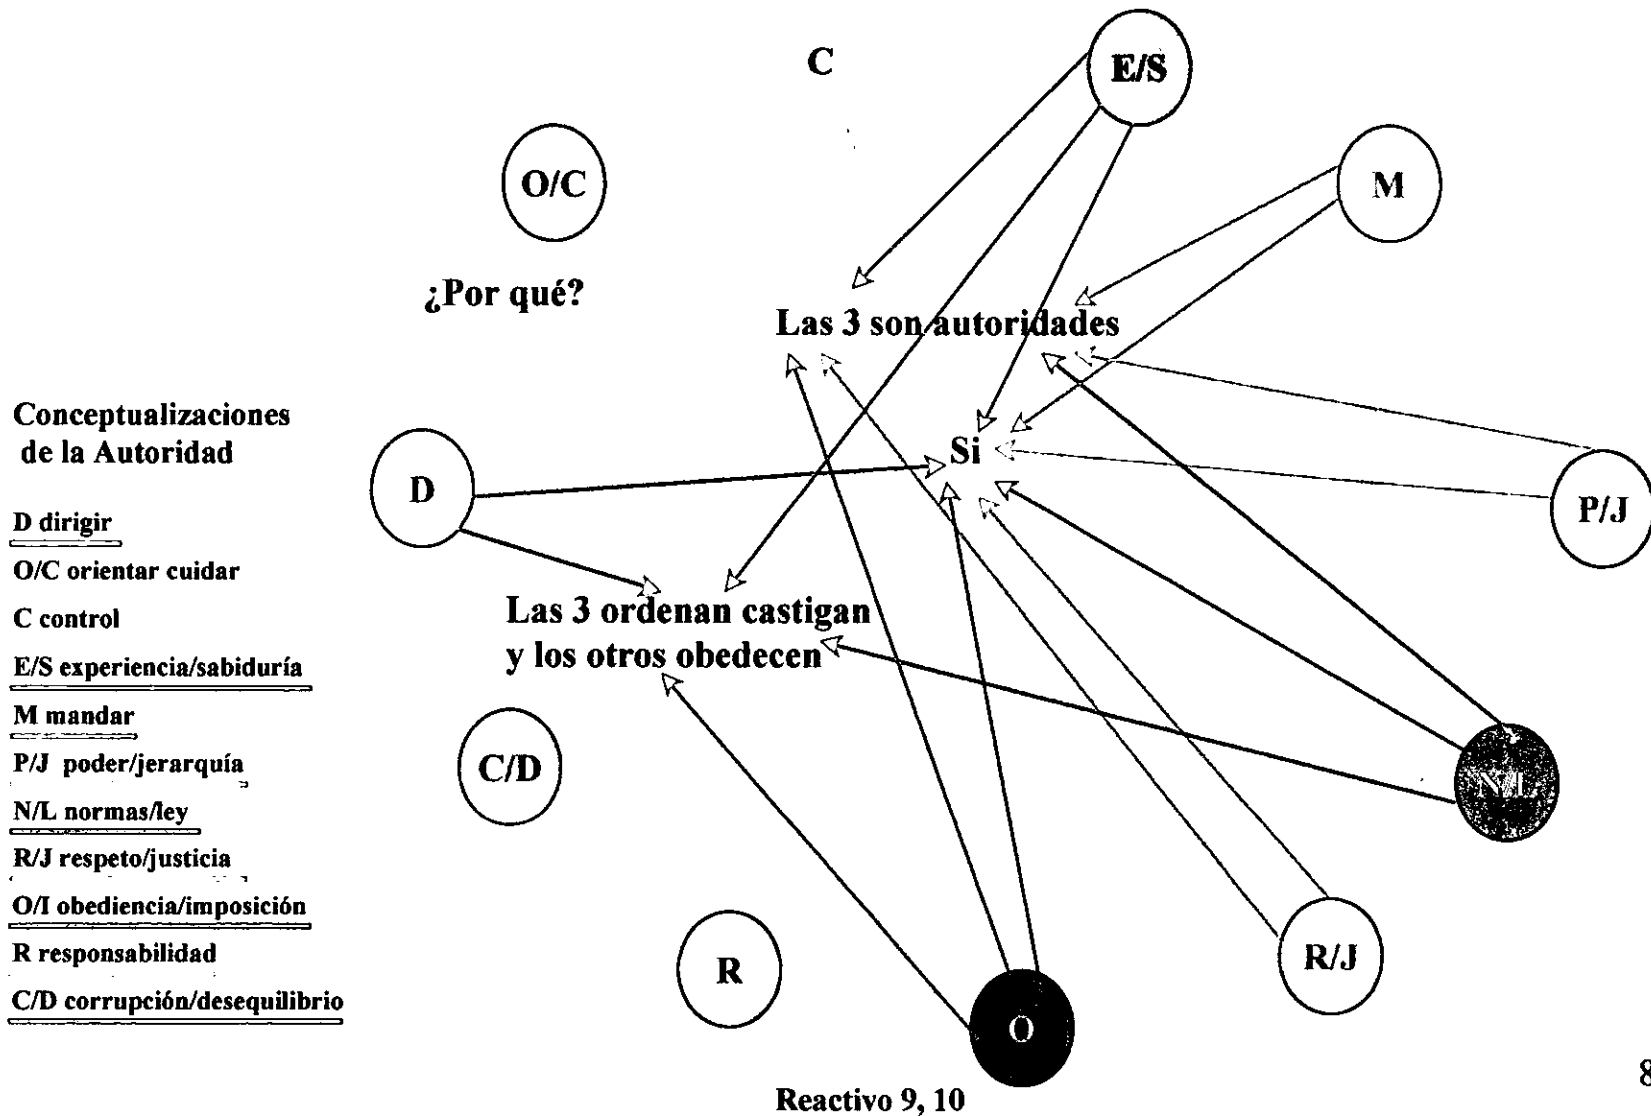 C
E/S
O/C
M
¿Por qué?
Las 3 son autoridades
Conceptualizaciones
de la Autoridad
Si
D
P/J
D dirigir
O/C orientar cuidar
C control
E/S experiencia/sabiduría
M mandar
P/J poder/jerarquía
N/L normas/ley
R/J respeto/justicia
O/I obediencia/imposición
R responsabilidad
C/D corrupción/desequilibrio
Las 3 ordenan castigan
y los otros obedecen
C/D
N/L
R
R/J
O
Reactivo 9, 10
8